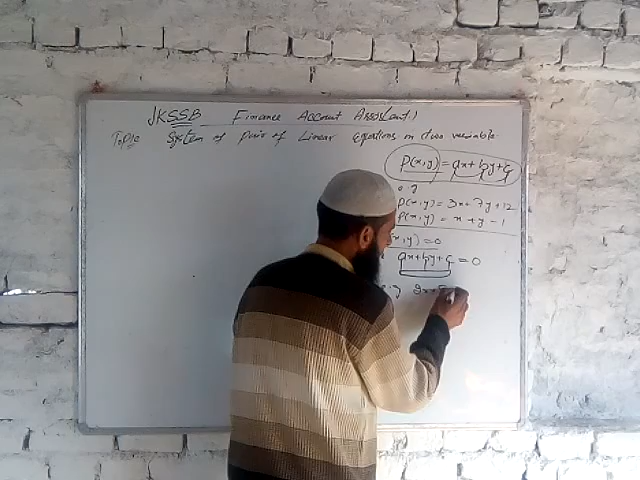 JKSSB Finance Account Assistant
Topic System of Pair of Linear Equations in two variable
P(x,y) = ax+by+c
e.g
P(x,y) = 3x+7y+12
P(x,y) = x+y-1
(x,y)=0
ax+by+c=0